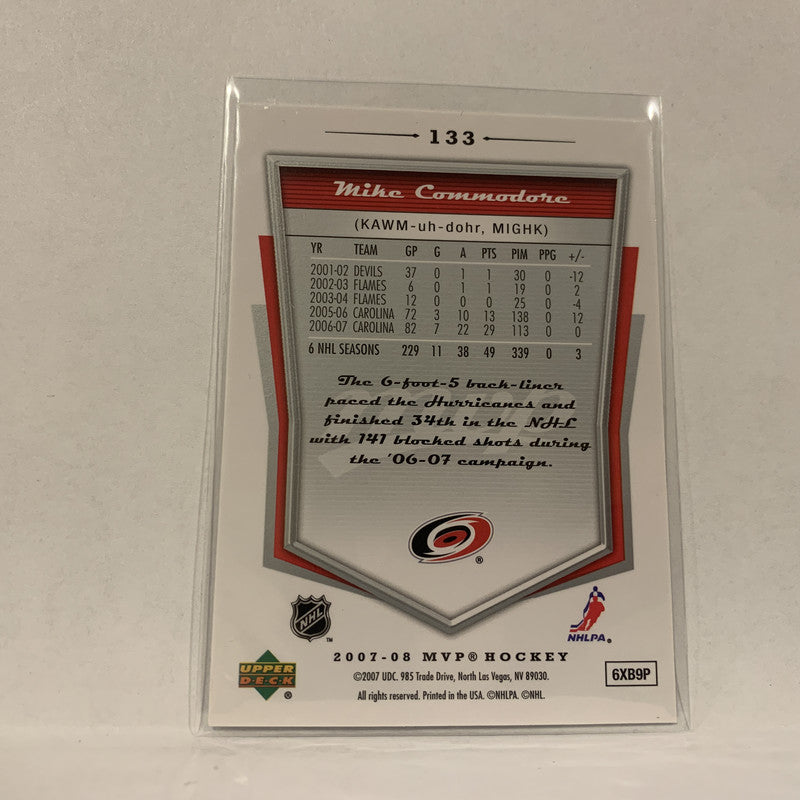 133
Mike Commodore
(KAWM-uh-dohr, MIGHK)
YR TEAM GP G A PTS PIM PPG +/-
2001-02 DEVILS 37 0 1 1 30 0 -12
2002-03 FLAMES 6 0 1 1 19 0 2
2003-04 FLAMES 12 0 0 0 25 0 -4
2005-06 CAROLINA 72 3 10 13 138 0 12
2006-07 CAROLINA 82 7 22 29 113 0 0
6 NHL SEASONS 229 11 38 49 339 0 3
The 6-foot-5 back-liner
paced the Hurricanes and
finished 34th in the NHL
with 141 blocked shots during
the '06-07 campaign.
®
NHL
™
NHLPA.
2007-08 MVP® HOCKEY
UPPER
DECK
®
©2007 UDC. 985 Trade Drive, North Las Vegas, NV 89030.
All rights reserved. Printed in the USA. ©NHLPA. ©NHL.
6XB9P